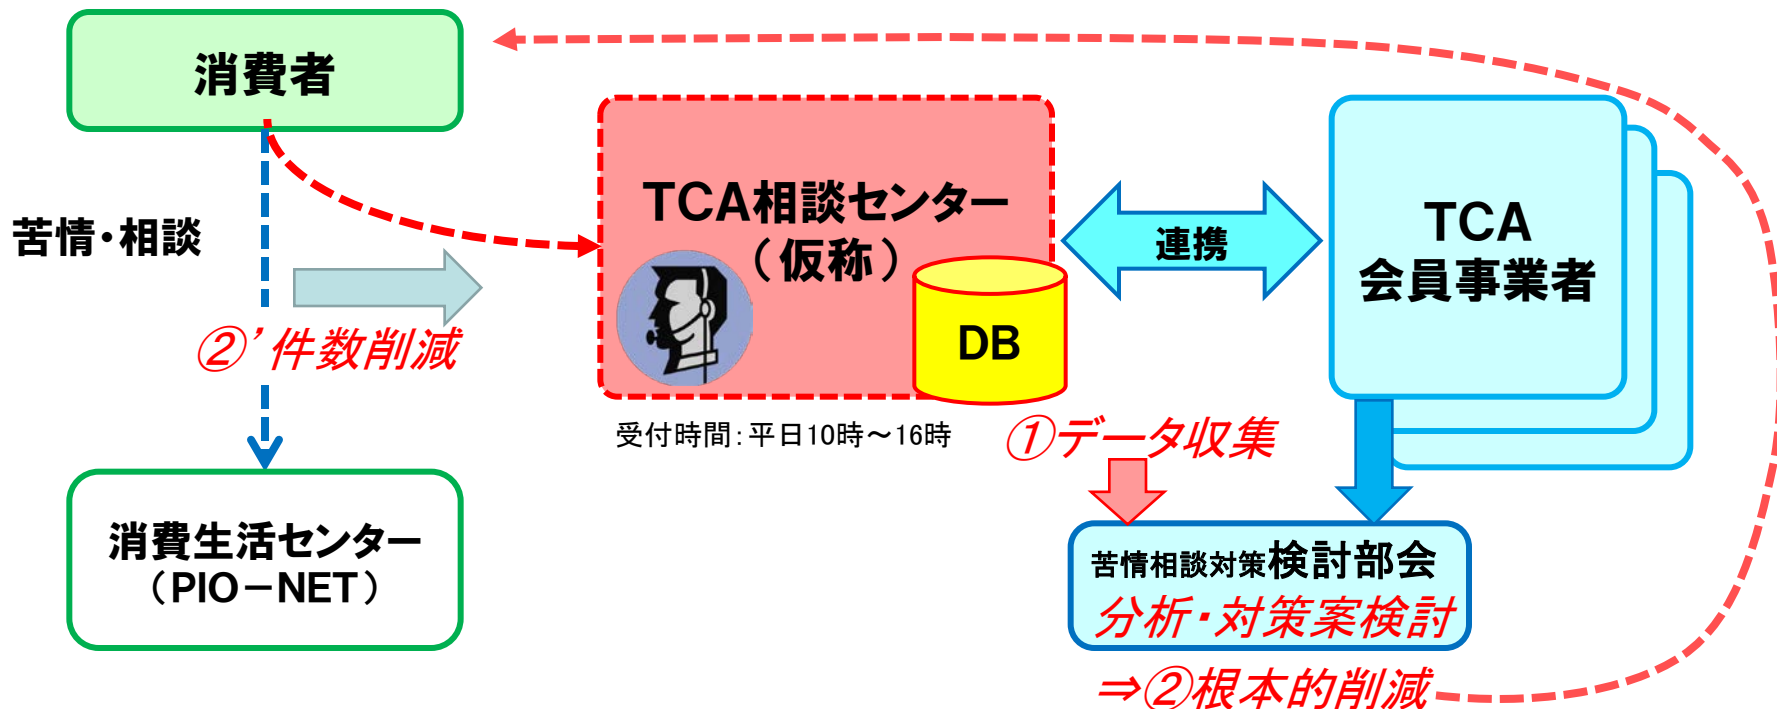 消費者
苦情・相談
②’件数削減
消費生活センター
（PIO－NET）
TCA相談センター
（仮称）
DB
受付時間：平日10時～16時
連携
TCA
会員事業者
①データ収集
苦情相談対策検討部会
分析・対策案検討
⇒②根本的削減